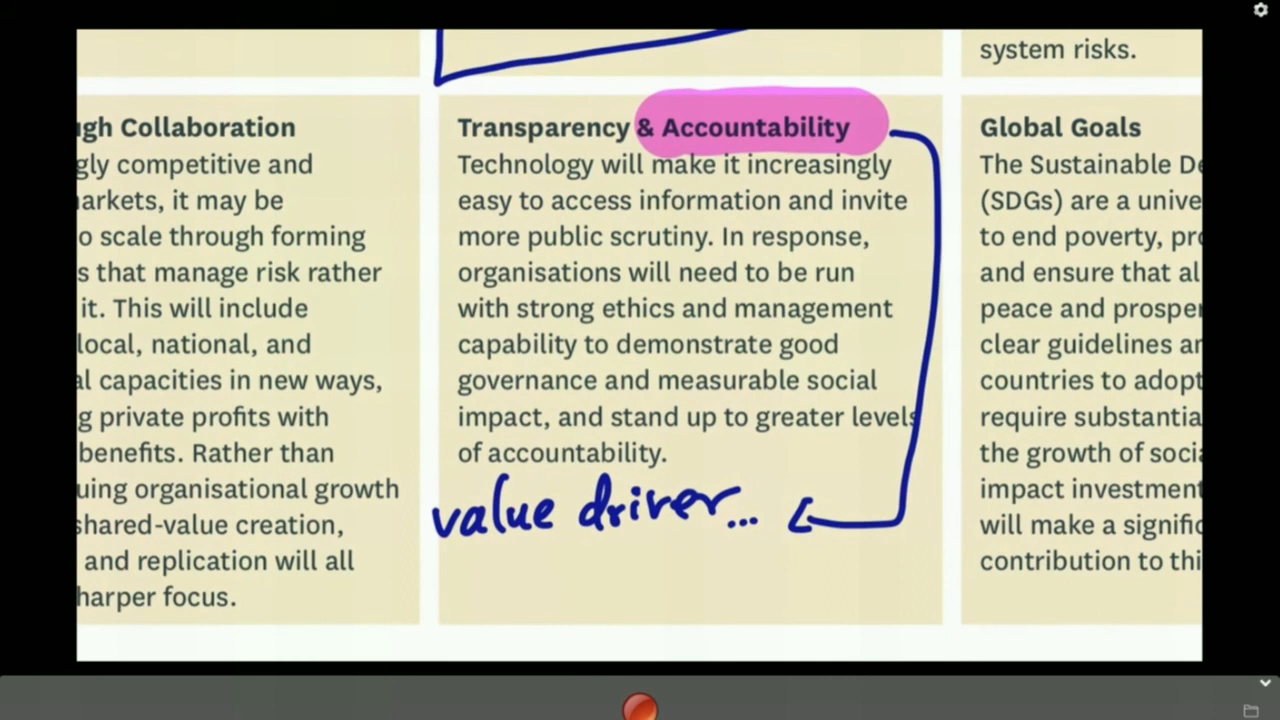 system risks.
ugh Collaboration
gly competitive and
arkets, it may be
o scale through forming
s that manage risk rather
it. This will include
local, national, and
al capacities in new ways,
g private profits with
benefits. Rather than
uing organisational growth
shared-value creation,
and replication will all
harper focus.
Transparency & Accountability
Technology will make it increasingly
easy to access information and invite
more public scrutiny. In response,
organisations will need to be run
with strong ethics and management
capability to demonstrate good
governance and measurable social
impact, and stand up to greater levels
of accountability.
value driver...
Global Goals
The Sustainable De
(SDGs) are a unive
to end poverty, pro
and ensure that al
peace and prosper
clear guidelines an
countries to adopt
require substantia
the growth of socia
impact investment
will make a signific
contribution to thi